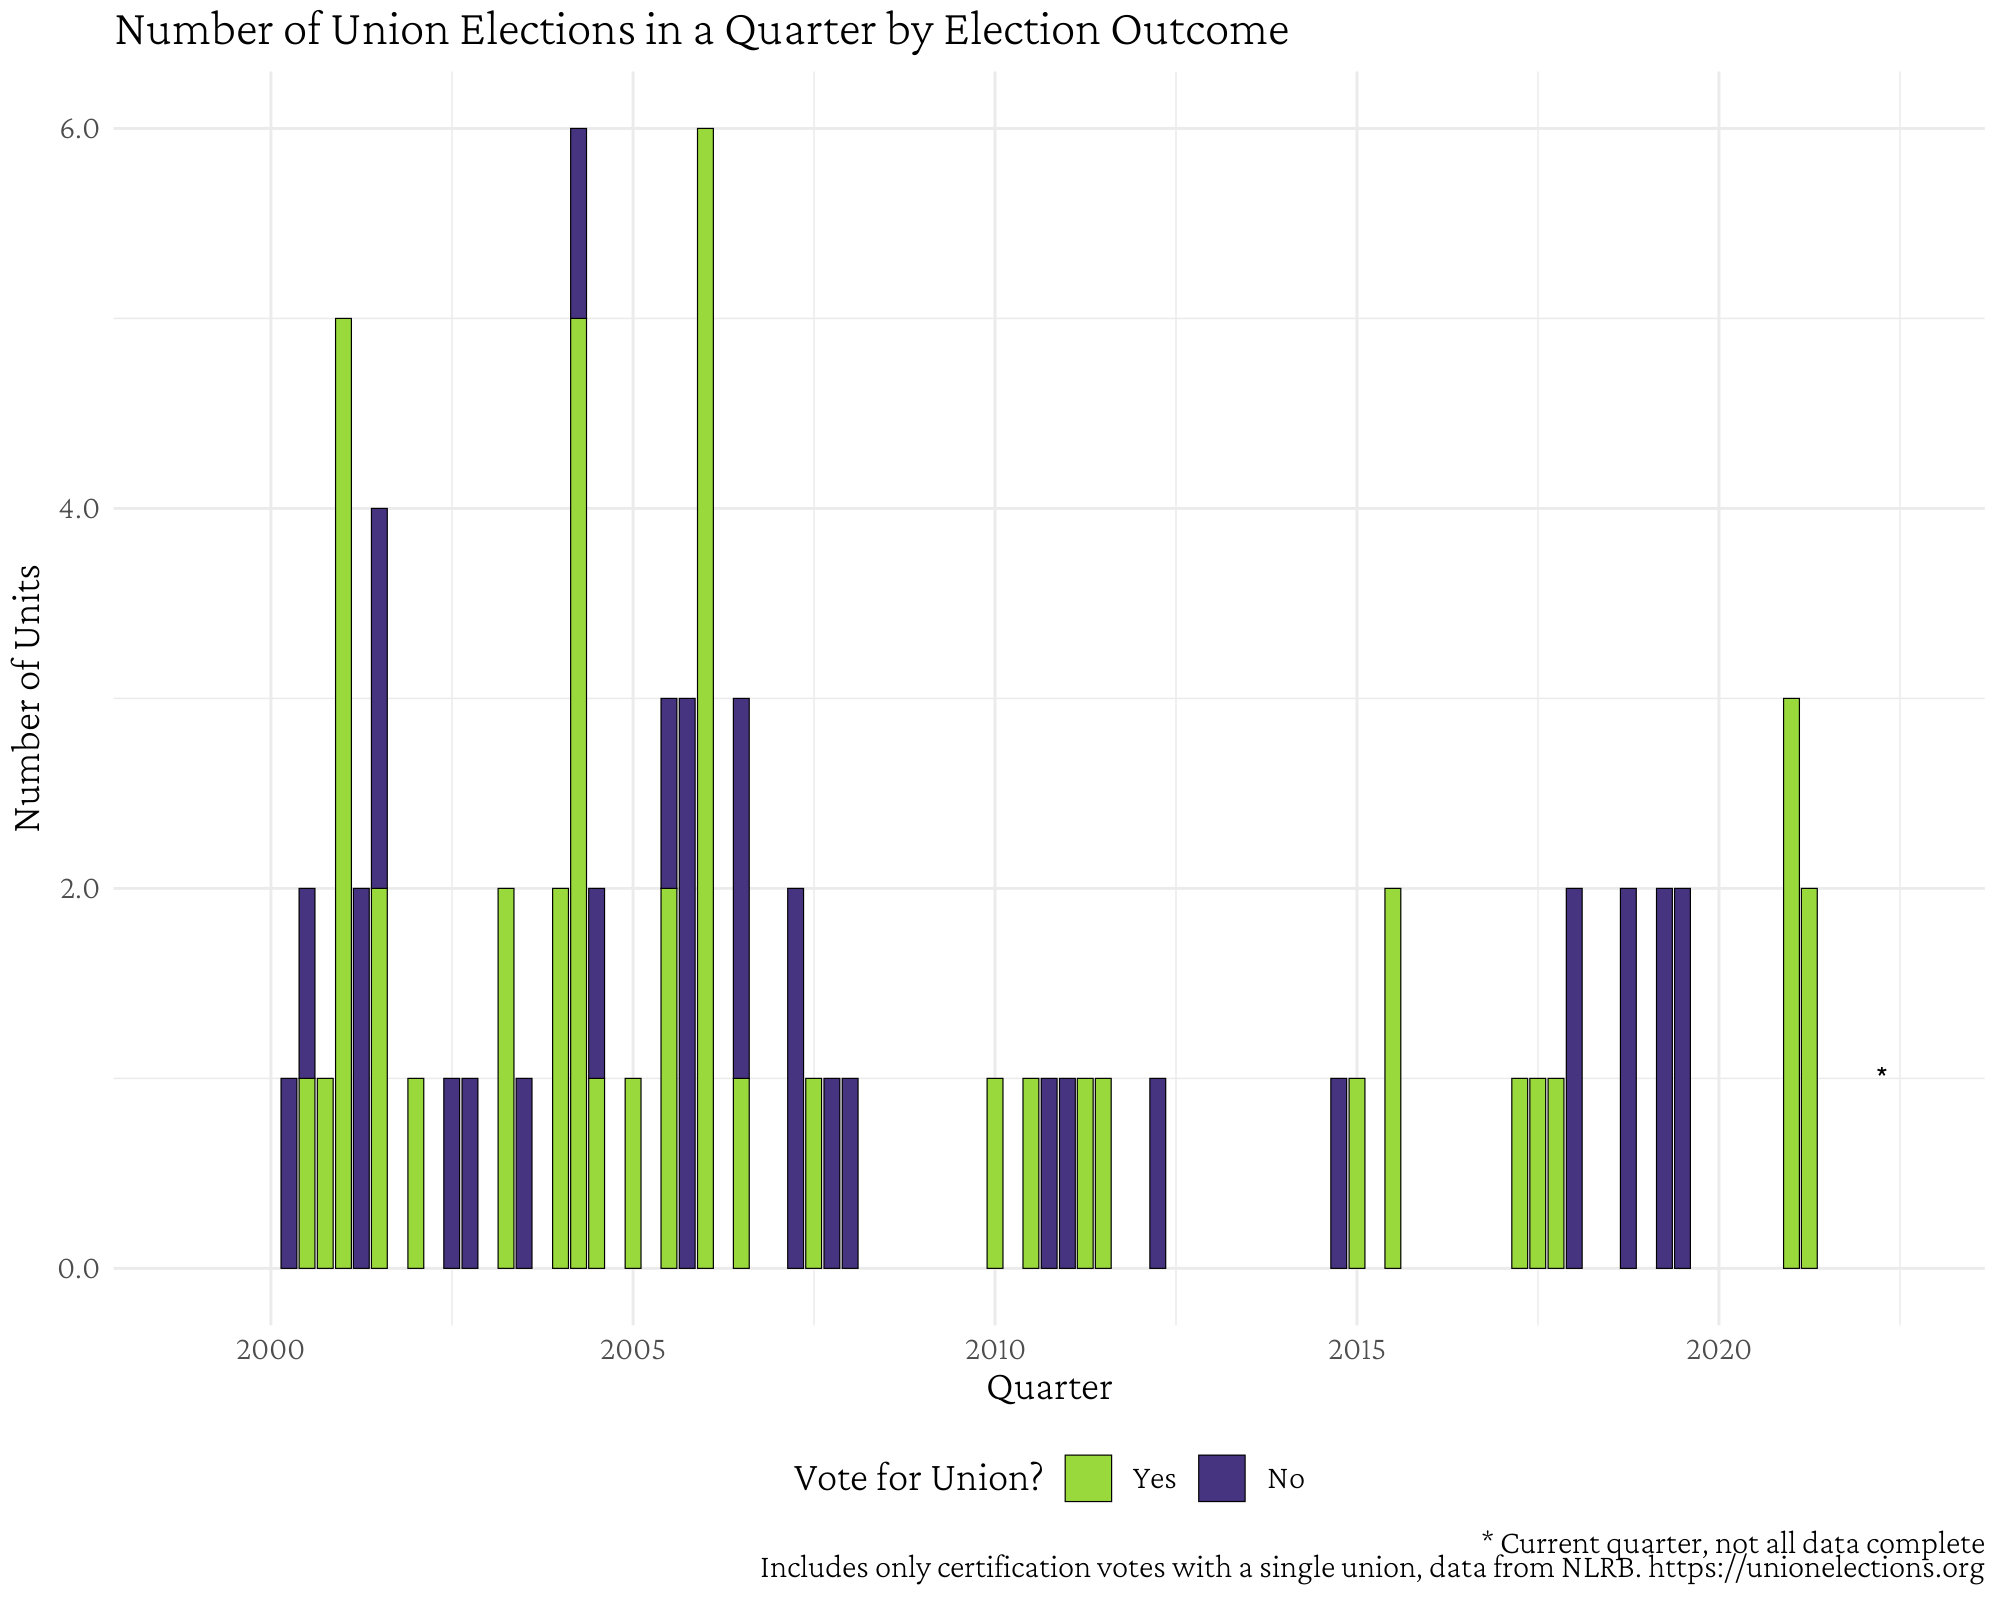 Number of Union Elections in a Quarter by Election Outcome
6.0
4.0
2.0
0.0
Number of Units
*
2000 2005 2010 2015 2020
Quarter
Vote for Union? Yes No
* Current quarter, not all data complete
Includes only certification votes with a single union, data from NLRB. https://unionelections.org